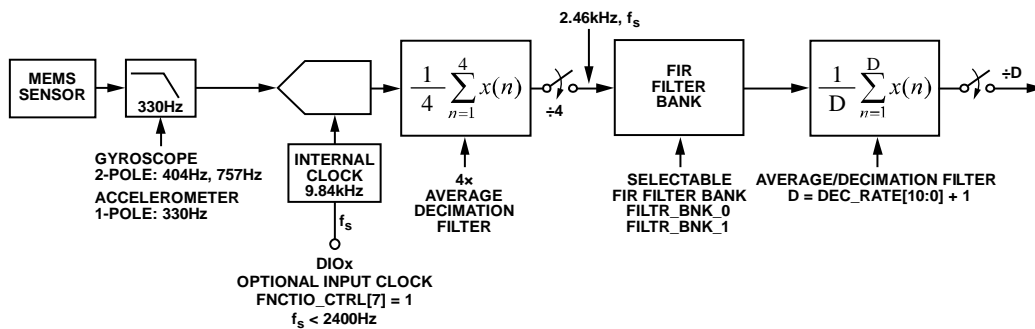 2.46kHz, fs
MEMS
SENSOR
330Hz
1/4 4∑n=1 x(n)
÷4
FIR
FILTER
BANK
1/D D∑n=1 x(n)
÷D
GYROSCOPE
2-POLE: 404Hz, 757Hz
ACCELEROMETER
1-POLE: 330Hz
INTERNAL
CLOCK
9.84kHz
fs
DIOx
OPTIONAL INPUT CLOCK
FNCTIO_CTRL[7] = 1
fs < 2400Hz
4×
AVERAGE
DECIMATION
FILTER
SELECTABLE
FIR FILTER BANK
FILTR_BNK_0
FILTR_BNK_1
AVERAGE/DECIMATION FILTER
D = DEC_RATE[10:0] + 1